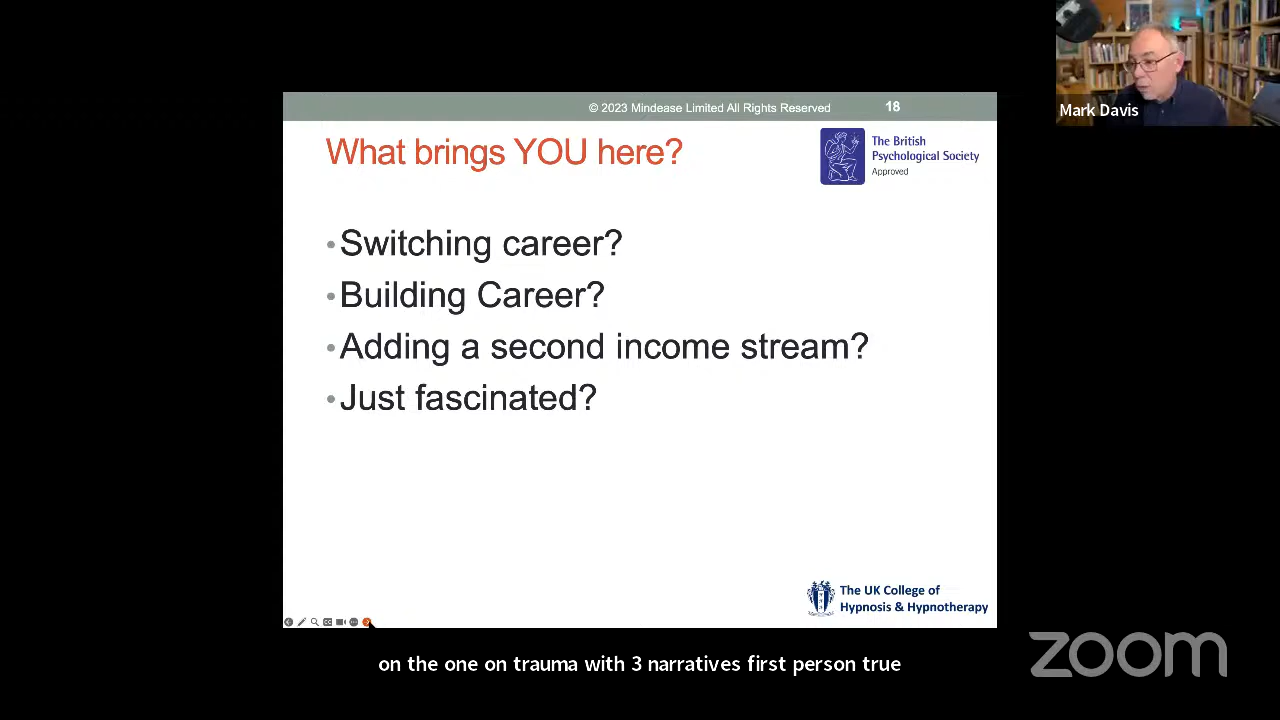 © 2023 Mindease Limited All Rights Reserved 18
What brings YOU here?
The British
Psychological Society
Approved
•Switching career?
•Building Career?
•Adding a second income stream?
•Just fascinated?
The UK College of
Hypnosis & Hypnotherapy
Mark Davis
on the one on trauma with 3 narratives first person true
zoom